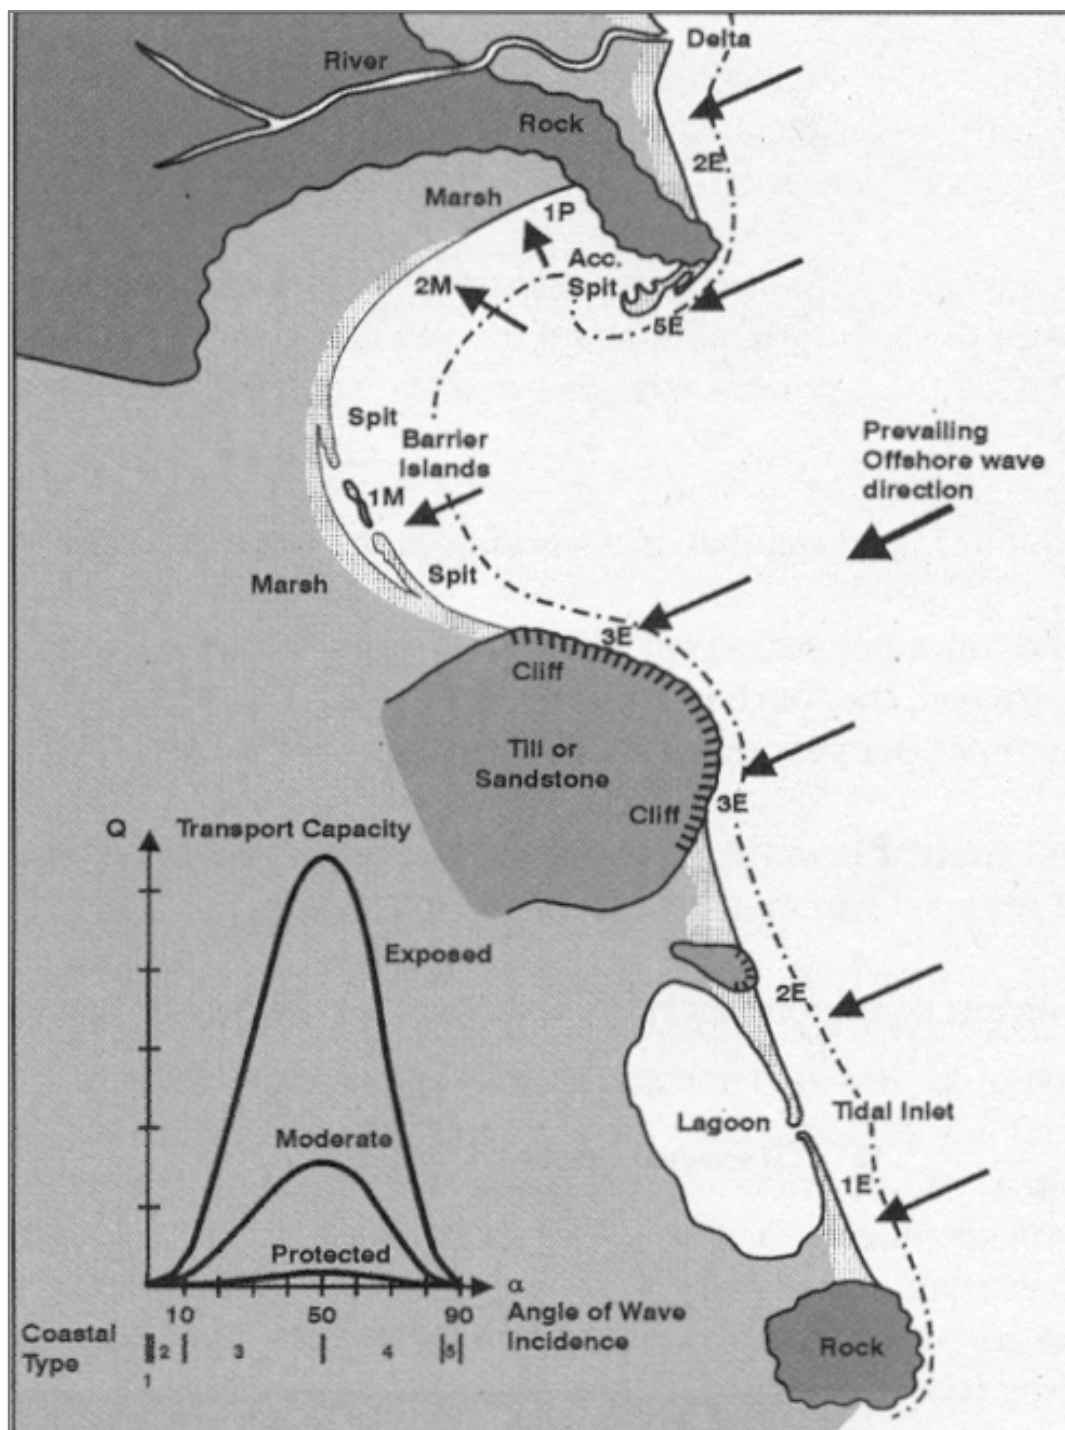 Delta
River
Rock
2E
Marsh
1P
Acc.
Spit
2M
5E
Spit
Barrier
Islands
Prevailing
Offshore wave
direction
1M
Spit
Marsh
3E
Cliff
Till or
Sandstone
3E
Cliff
Q
Transport Capacity
Exposed
2E
Lagoon
Tidal Inlet
Moderate
1E
Protected
α
10
50
90
Angle of Wave
Incidence
Coastal
Type
2
3
4
5
1
Rock